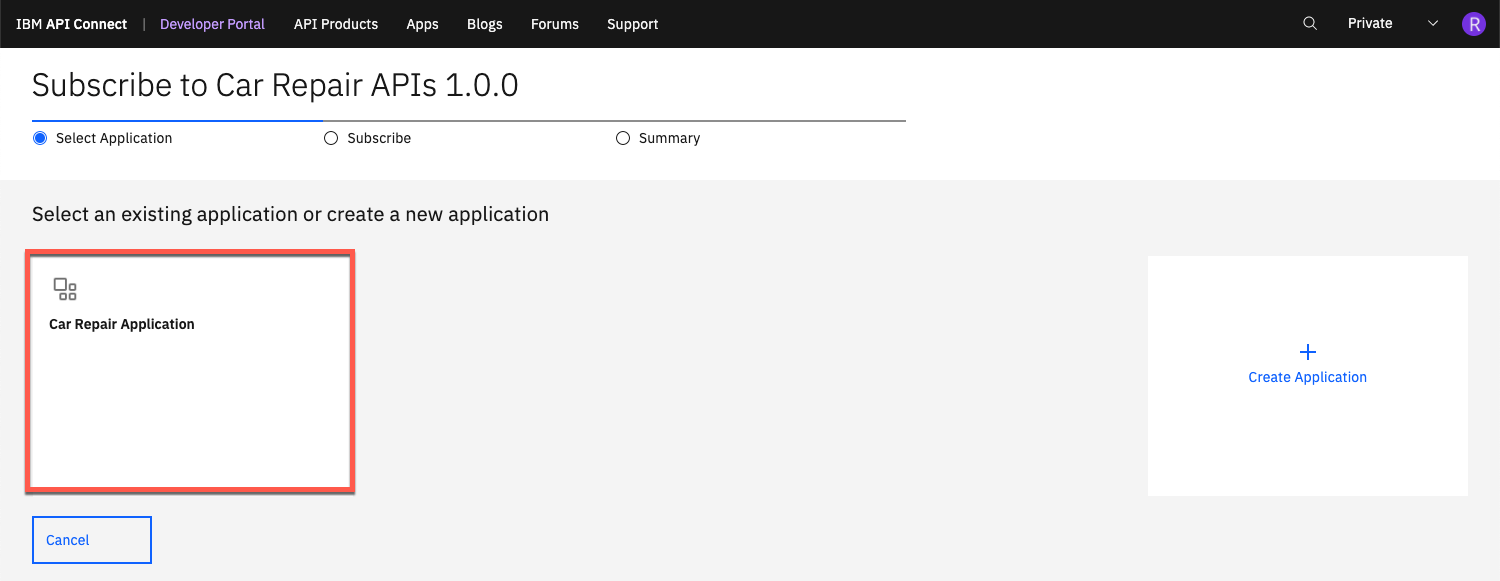 IBM API Connect | Developer Portal API Products Apps Blogs Forums Support Private R
Subscribe to Car Repair APIs 1.0.0
Select Application Subscribe Summary
Select an existing application or create a new application
Car Repair Application
Create Application
Cancel